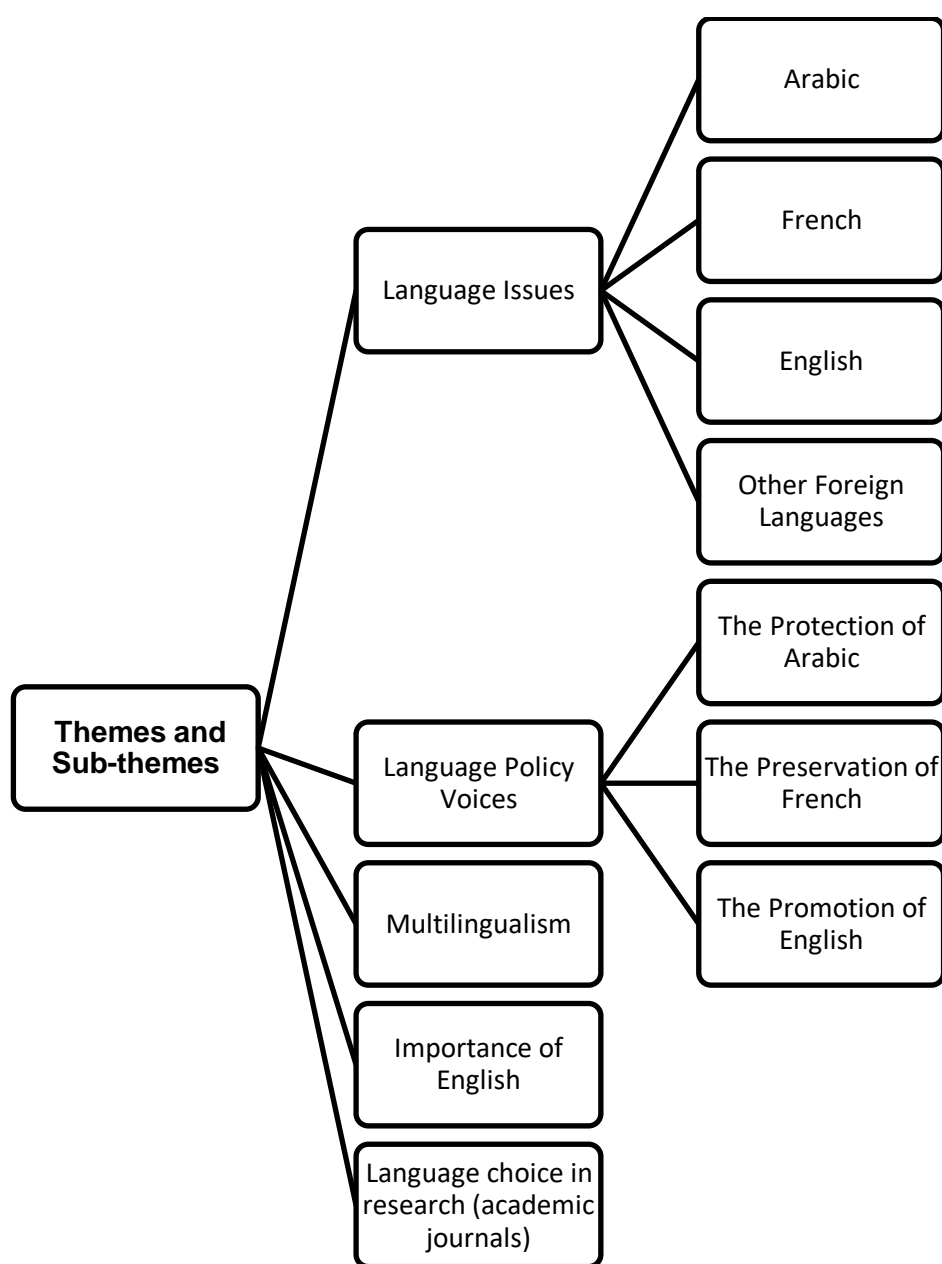 Themes and
Sub-themes
Language Issues
Arabic
French
English
Other Foreign
Languages
Language Policy
Voices
The Protection of
Arabic
The Preservation of
French
The Promotion of
English
Multilingualism
Importance of
English
Language choice in
research (academic
journals)